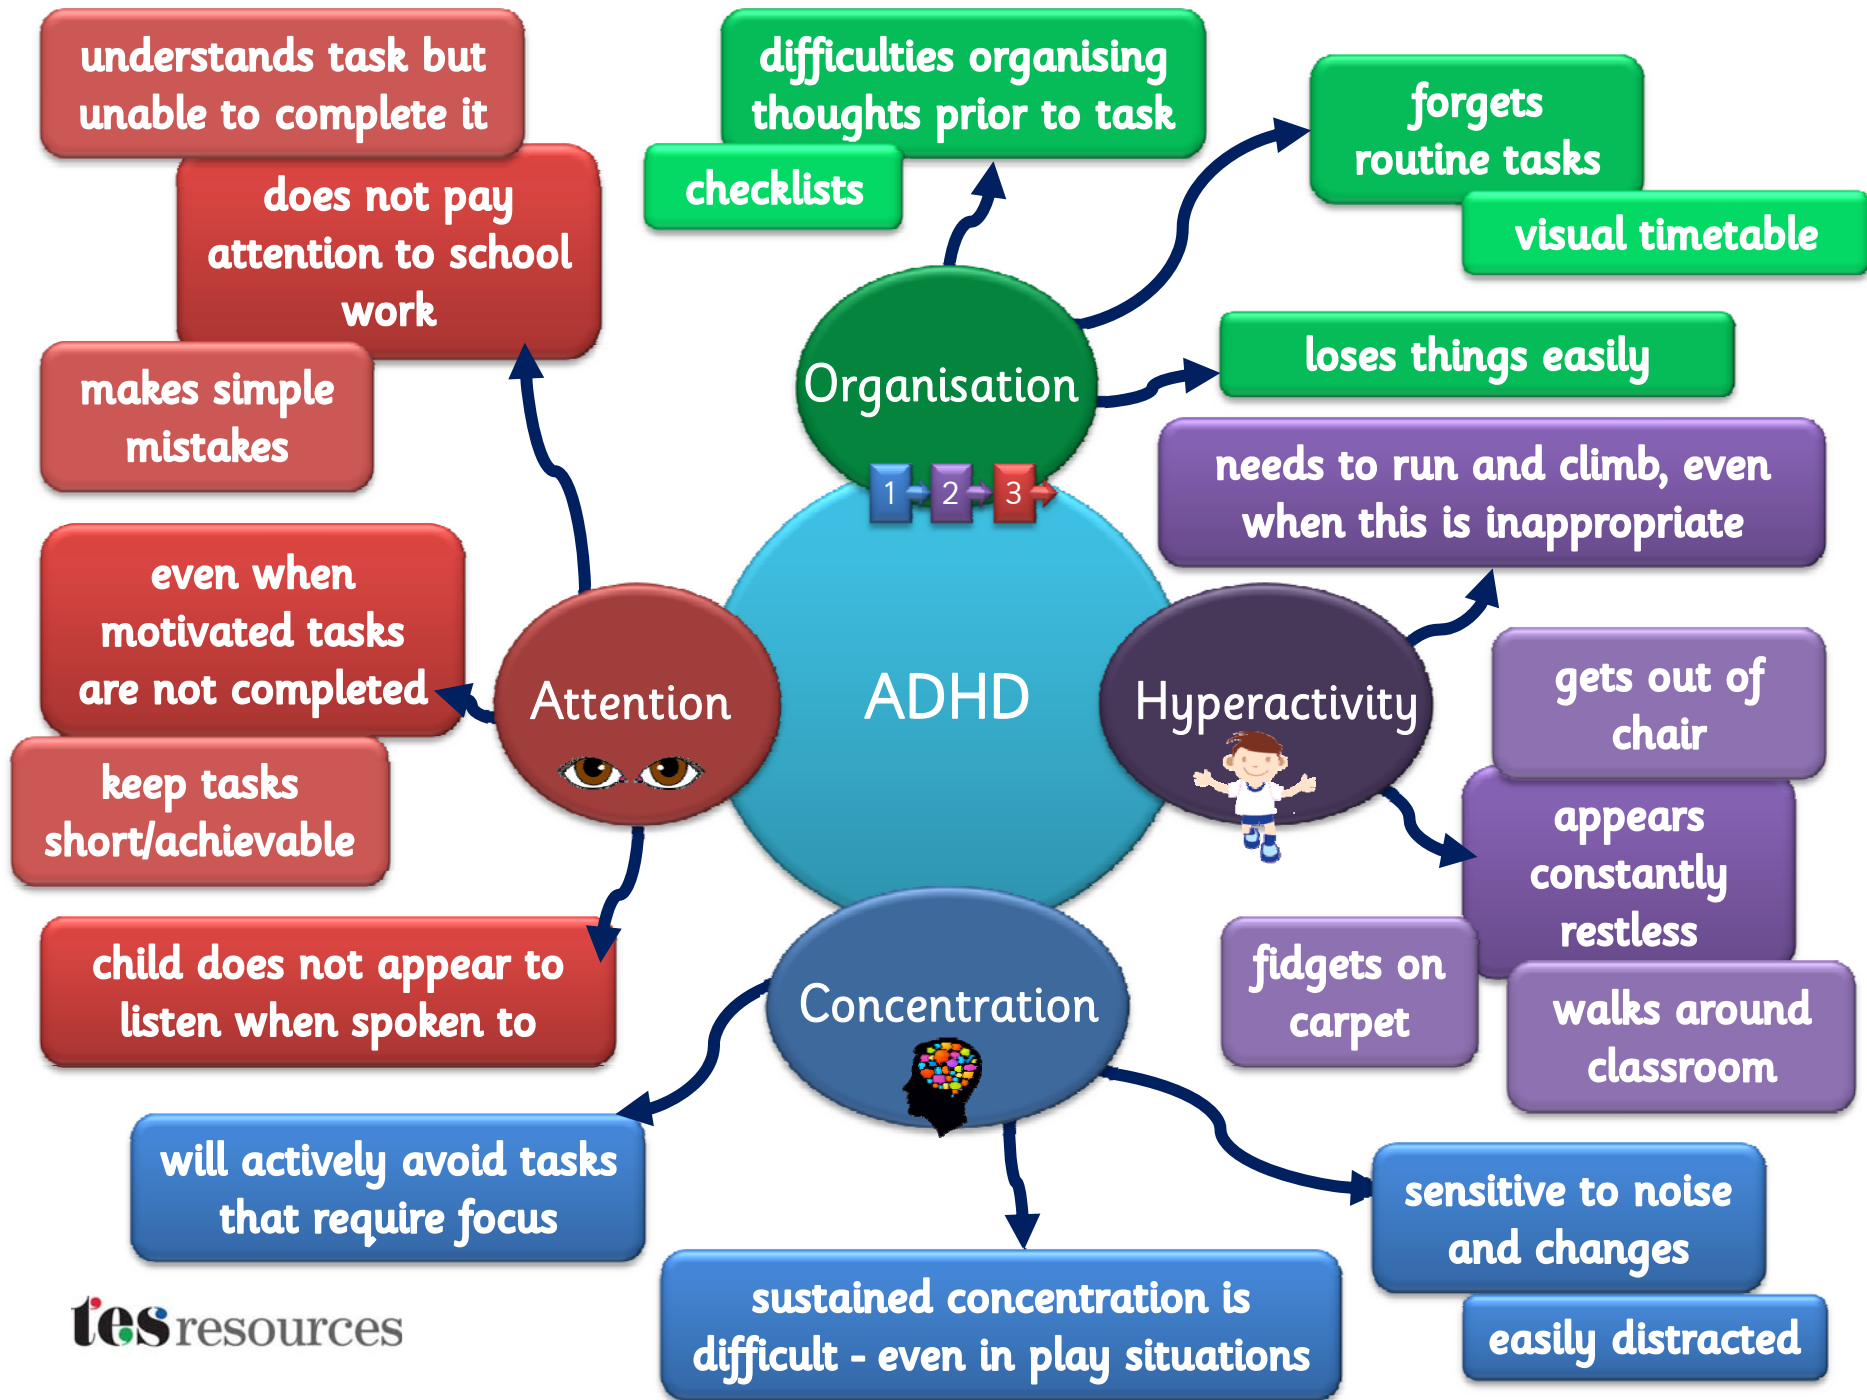 understands task but
unable to complete it
does not pay
attention to school
work
makes simple
mistakes
even when
motivated tasks
are not completed
keep tasks
short/achievable
child does not appear to
listen when spoken to
Attention
difficulties organising
thoughts prior to task
checklists
forgets
routine tasks
visual timetable
loses things easily
Organisation
1
2
3
ADHD
needs to run and climb, even
when this is inappropriate
Hyperactivity
gets out of
chair
appears
constantly
restless
fidgets on
carpet
walks around
classroom
Concentration
will actively avoid tasks
that require focus
sustained concentration is
difficult - even in play situations
sensitive to noise
and changes
easily distracted
tes resources